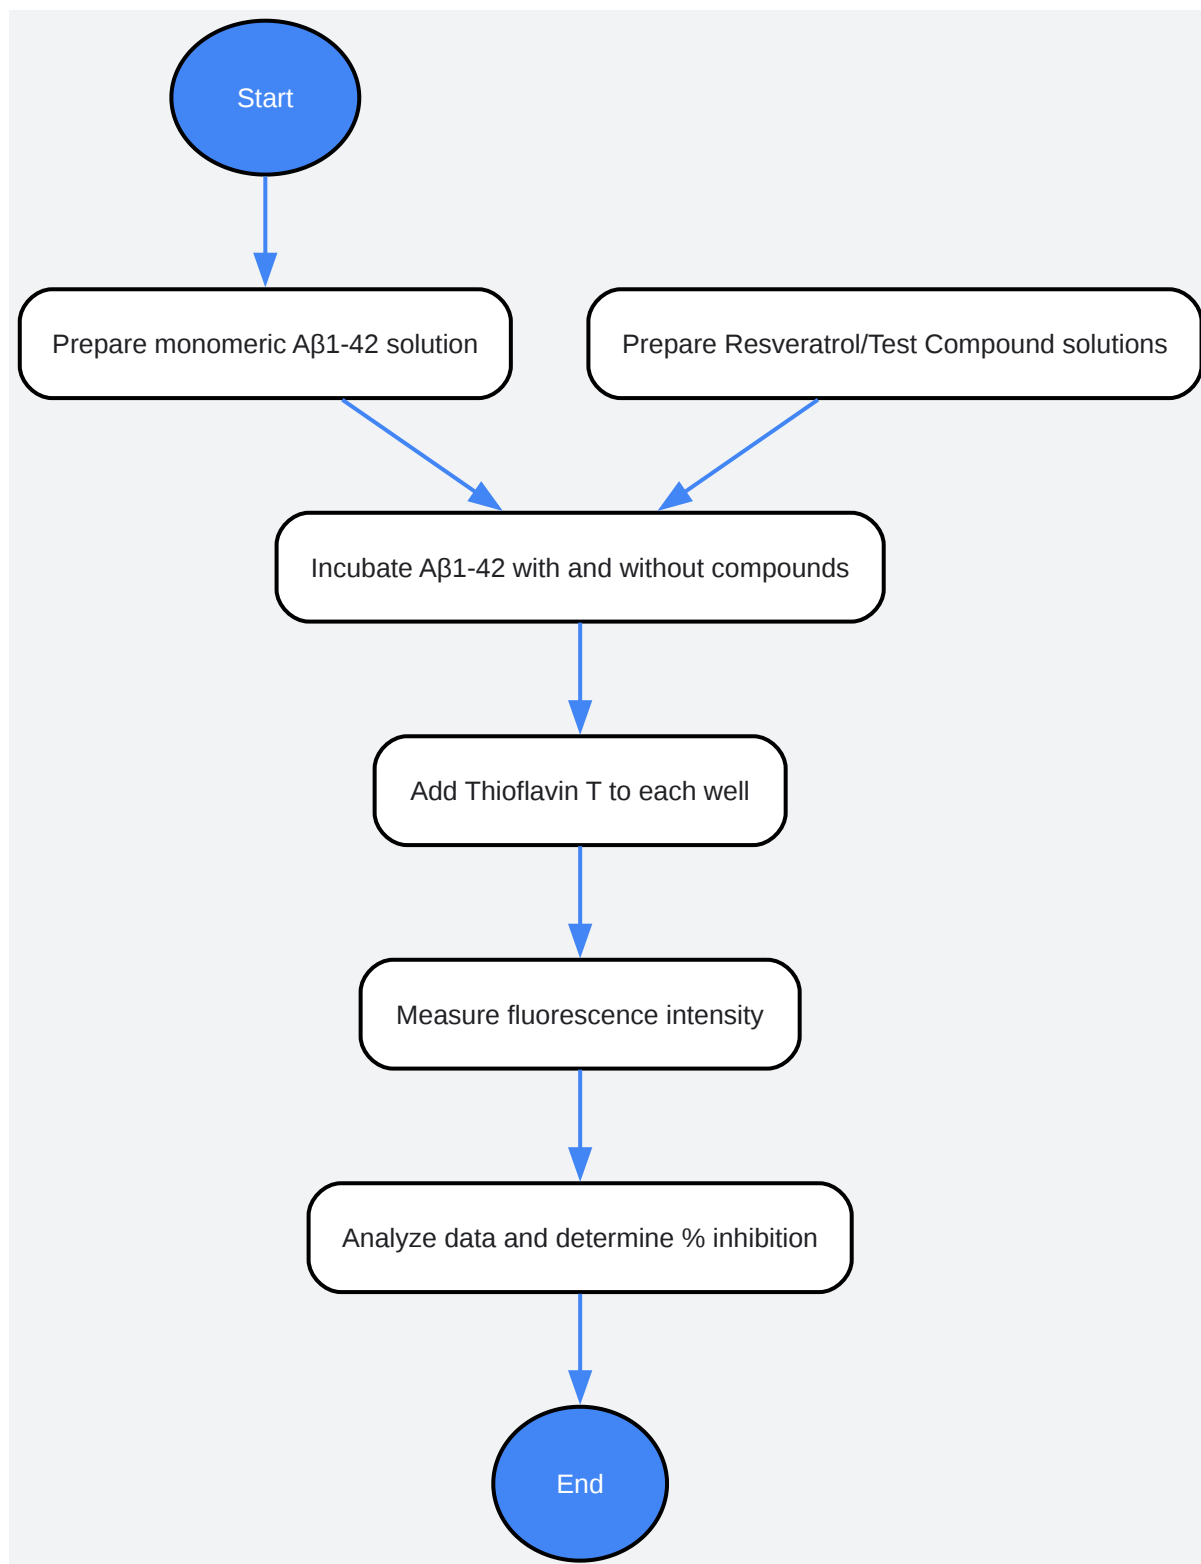 Start
Prepare monomeric Aβ1-42 solution
Prepare Resveratrol/Test Compound solutions
Incubate Aβ1-42 with and without compounds
Add Thioflavin T to each well
Measure fluorescence intensity
Analyze data and determine % inhibition
End